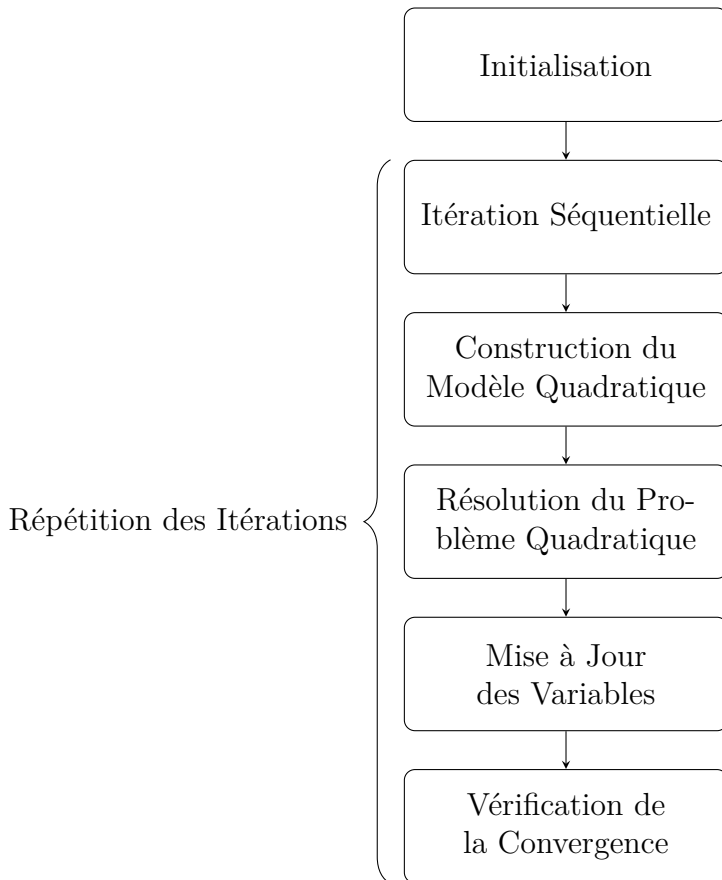 Initialisation
Itération Séquentielle
Construction du
Modèle Quadratique
Répétition des Itérations
Résolution du Pro-
blème Quadratique
Mise à Jour
des Variables
Vérification de
la Convergence